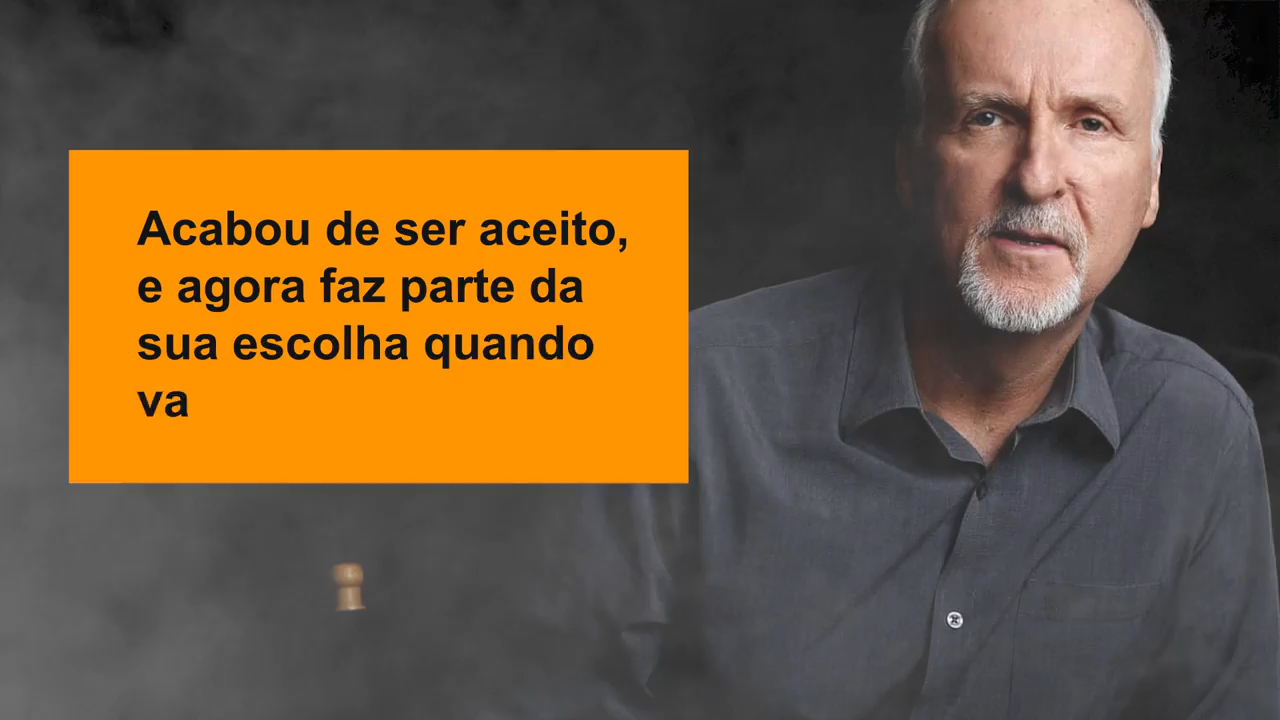 Acabou de ser aceito,
e agora faz parte da
sua escolha quando
va